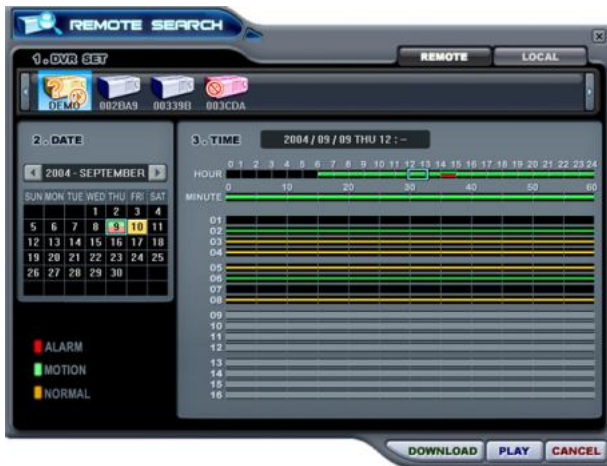 REMOTE SEARCH
1. DVR SET
REMOTE LOCAL
DEMO 002BA9 00339B 003CDA
2. DATE
2004 - SEPTEMBER
SUN MON TUE WED THU FRI SAT
1 2 3 4
5 6 7 8 9 10 11
12 13 14 15 16 17 18
19 20 21 22 23 24 25
26 27 28 29 30
ALARM
MOTION
NORMAL
3. TIME 2004 / 09 / 09 THU 12 : --
0 1 2 3 4 5 6 7 8 9 10 11 12 13 14 15 16 17 18 19 20 21 22 23 24
HOUR
0 10 20 30 40 50 60
MINUTE
01
02
03
04
05
06
07
08
09
10
11
12
13
14
15
16
DOWNLOAD PLAY CANCEL